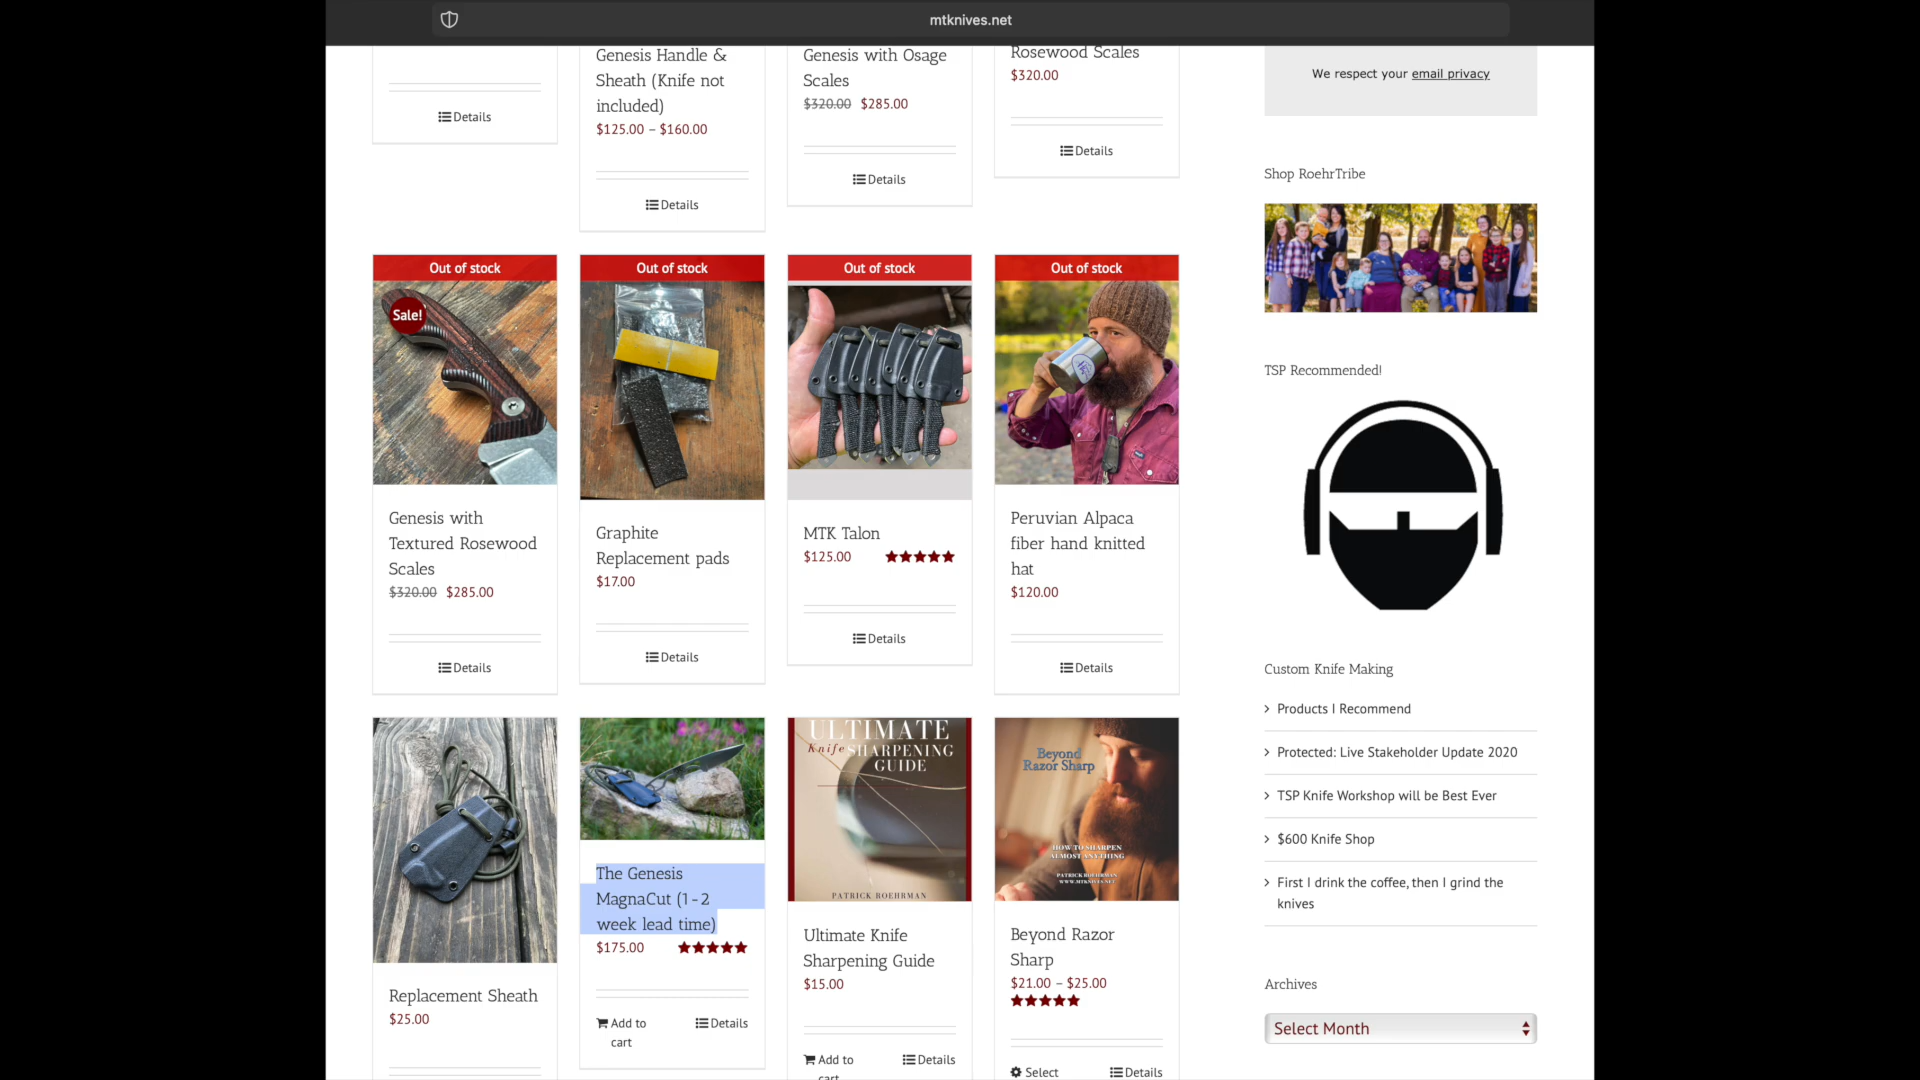 mtknives.net
Genesis Handle &
Sheath (Knife not
included)
$125.00 – $160.00
Details
Genesis with Osage
Scales
$320.00 $285.00
Details
Rosewood Scales
$320.00
Details
Details
We respect your email privacy
Shop RoehrTribe
TSP Recommended!
Out of stock
Sale!
Genesis with
Textured Rosewood
Scales
$320.00 $285.00
Details
Out of stock
Graphite
Replacement pads
$17.00
Details
Out of stock
MTK Talon
$125.00
Details
Out of stock
Peruvian Alpaca
fiber hand knitted
hat
$120.00
Details
Replacement Sheath
$25.00
The Genesis
MagnaCut (1-2
week lead time)
$175.00
Add to
cart
Details
ULTIMATE
Knife SHARPENING
GUIDE
PATRICK ROEHRMAN
Ultimate Knife
Sharpening Guide
$15.00
Add to
cart
Details
Beyond
Razor Sharp
HOW TO SHARPEN
ALMOST ANYTHING
PATRICK ROEHRMAN
WWW.MTKNIVES.NET
Beyond Razor
Sharp
$21.00 – $25.00
Select
Details
Custom Knife Making
Products I Recommend
Protected: Live Stakeholder Update 2020
TSP Knife Workshop will be Best Ever
$600 Knife Shop
First I drink the coffee, then I grind the
knives
Archives
Select Month